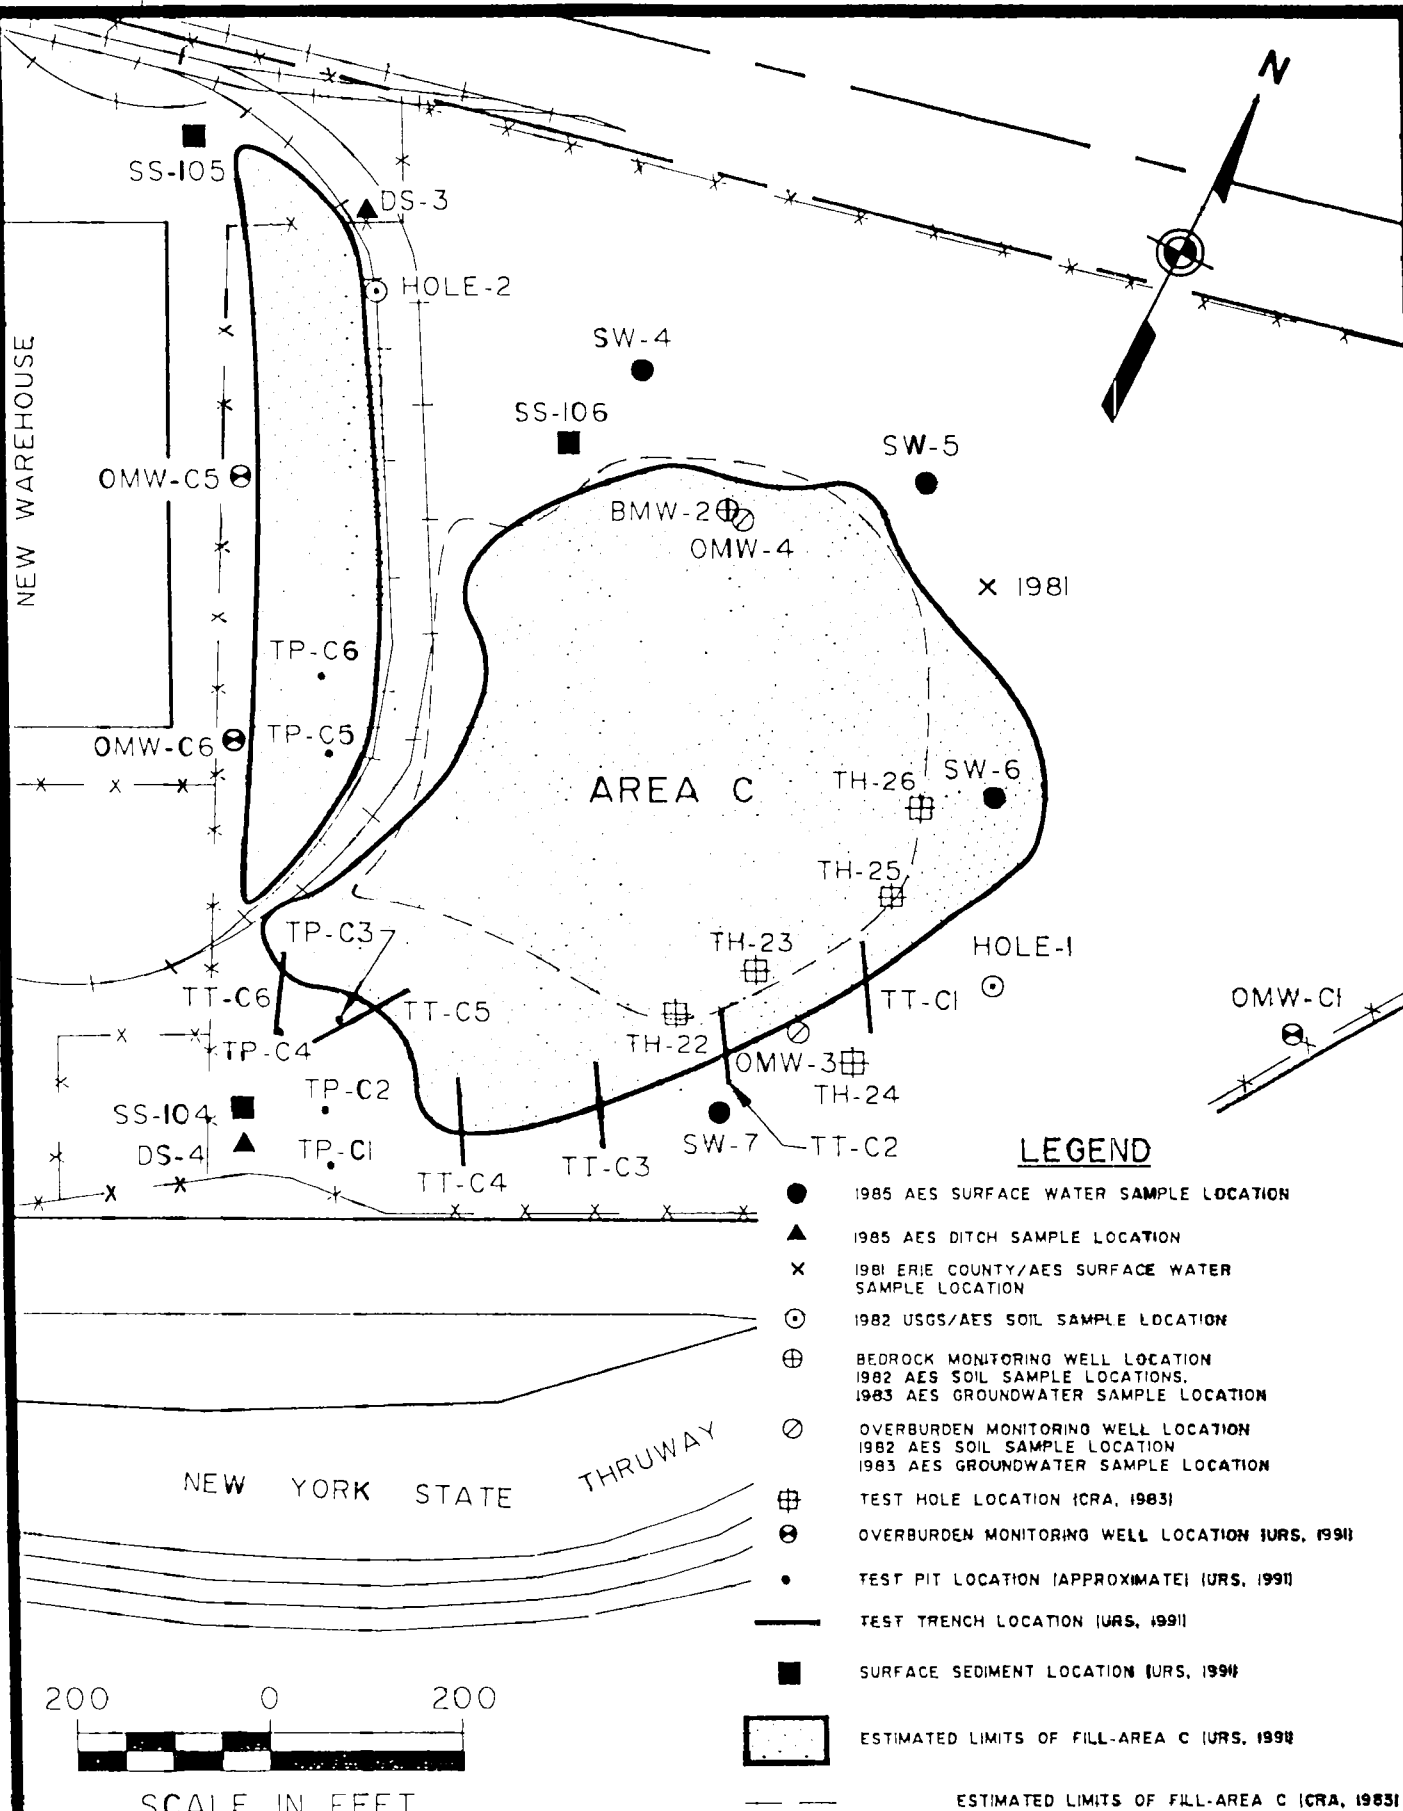 N
SS-105
DS-3
HOLE-2
SW-4
SS-106
SW-5
NEW WAREHOUSE
OMW-C5
BMW-2
OMW-4
1981
TP-C6
OMW-C6
TP-C5
AREA C
TH-26
SW-6
TH-25
TP-C3
TH-23
HOLE-1
TT-C6
TT-C5
TT-C1
OMW-C1
TP-C4
TH-22
OMW-3
TP-C2
TH-24
SS-104
DS-4
TP-C1
SW-7
TT-C2
TT-C4
TT-C3
LEGEND
1985 AES SURFACE WATER SAMPLE LOCATION
1985 AES DITCH SAMPLE LOCATION
1981 ERIE COUNTY/AES SURFACE WATER
SAMPLE LOCATION
1982 USGS/AES SOIL SAMPLE LOCATION
BEDROCK MONITORING WELL LOCATION
1982 AES SOIL SAMPLE LOCATIONS,
1983 AES GROUNDWATER SAMPLE LOCATION
OVERBURDEN MONITORING WELL LOCATION
1982 AES SOIL SAMPLE LOCATION
1983 AES GROUNDWATER SAMPLE LOCATION
TEST HOLE LOCATION (CRA, 1983)
OVERBURDEN MONITORING WELL LOCATION (URS, 1991)
TEST PIT LOCATION (APPROXIMATE) (URS, 1991)
TEST TRENCH LOCATION (URS, 1991)
SURFACE SEDIMENT LOCATION (URS, 1991)
ESTIMATED LIMITS OF FILL-AREA C (URS, 1991)
ESTIMATED LIMITS OF FILL-AREA C (CRA, 1983)
NEW YORK STATE THRUWAY
200 0 200
SCALE IN FEET